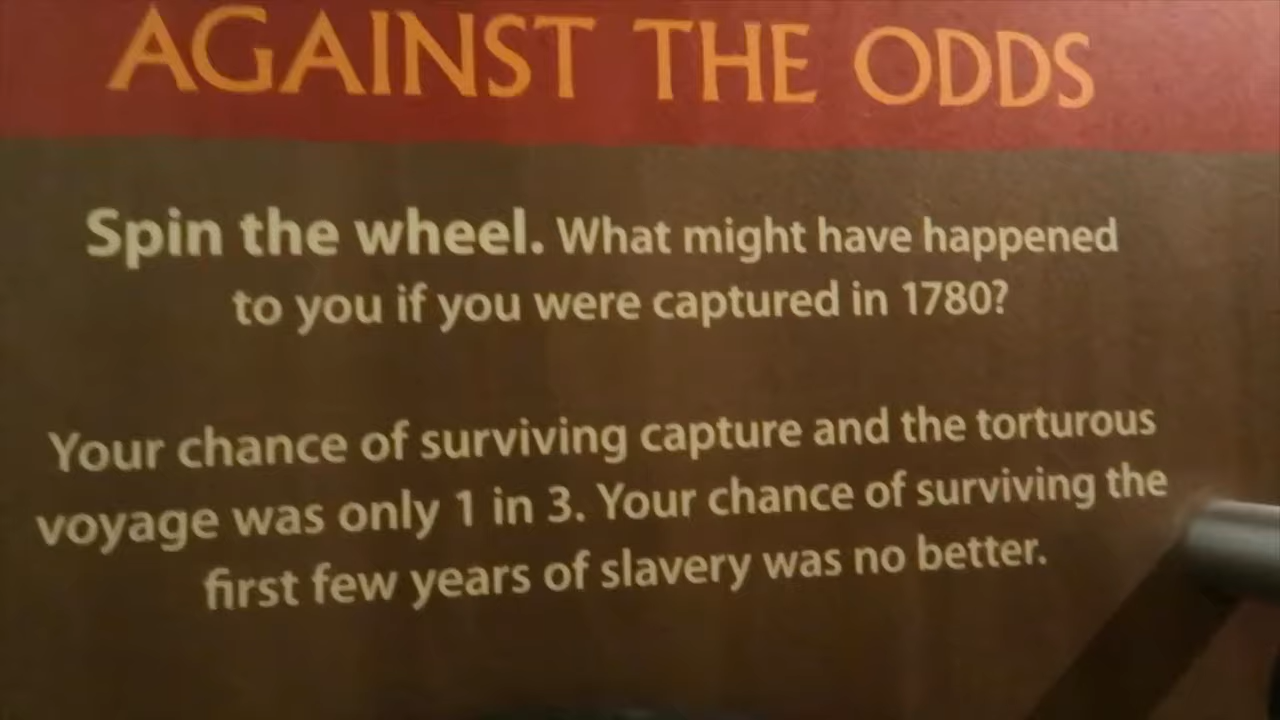 AGAINST THE ODDS
Spin the wheel. What might have happened
to you if you were captured in 1780?
Your chance of surviving capture and the torturous
voyage was only 1 in 3. Your chance of surviving the
first few years of slavery was no better.